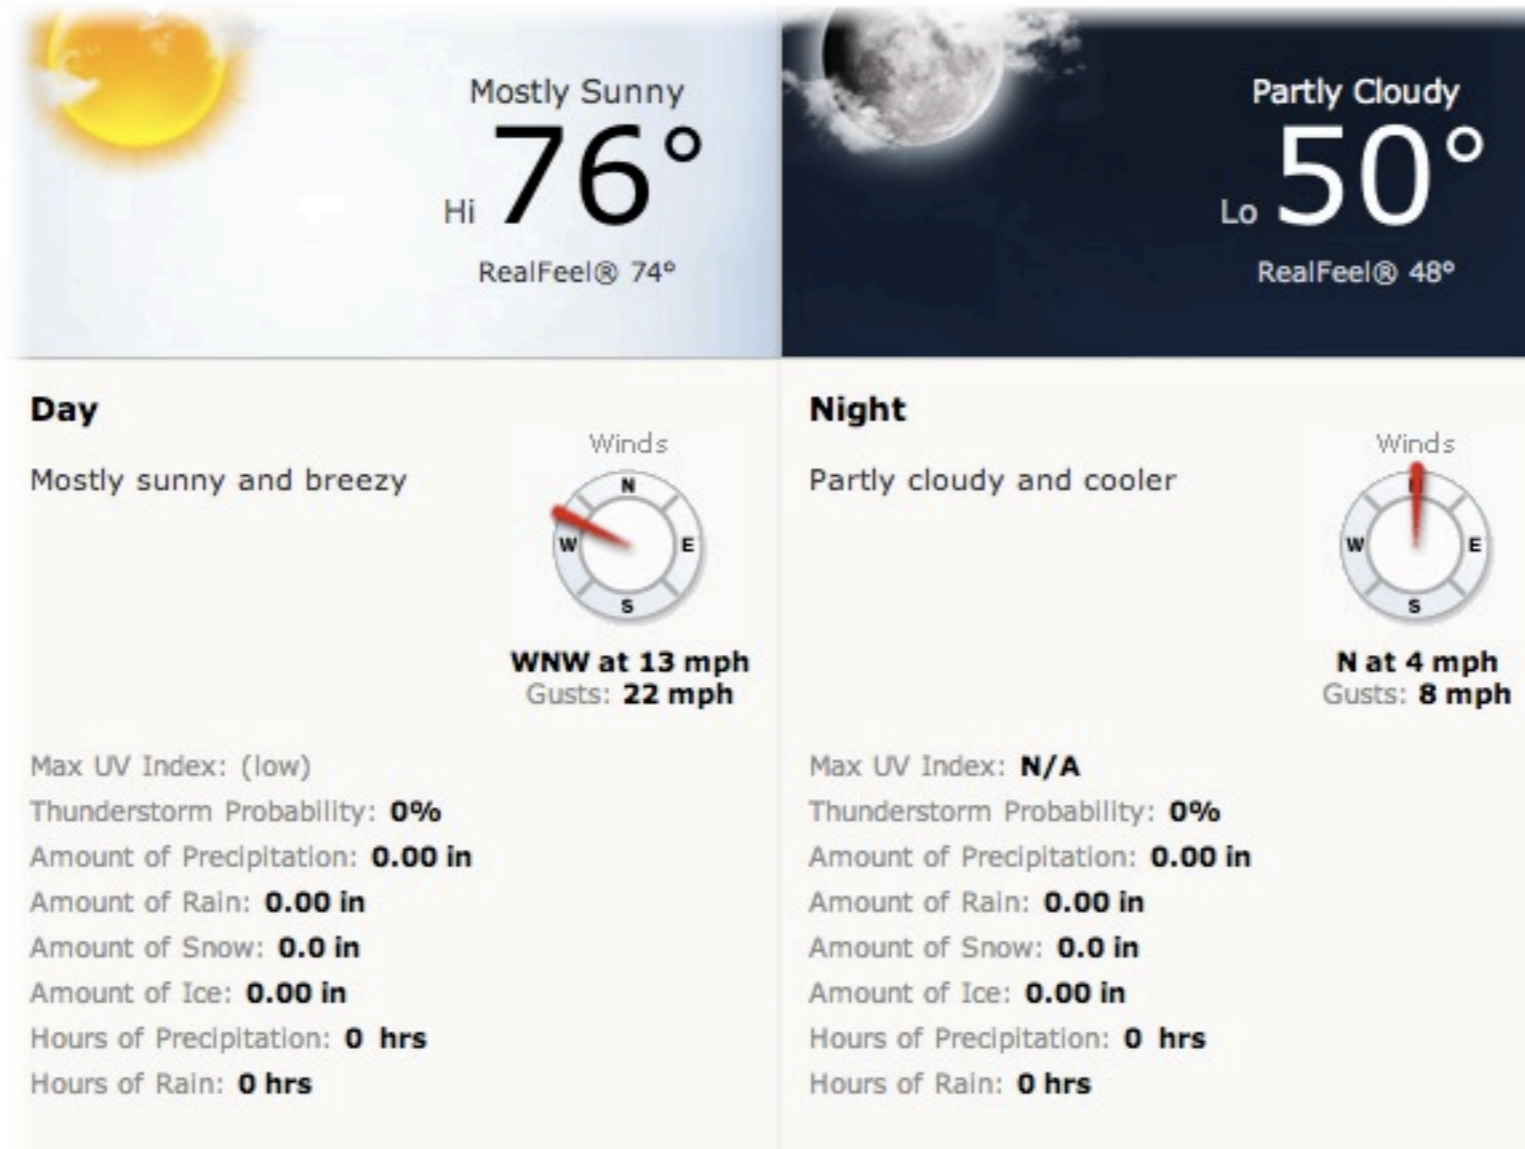 Mostly Sunny
Hi 76°
RealFeel® 74°
Day
Mostly sunny and breezy
Winds
N
W E
S
WNW at 13 mph
Gusts: 22 mph
Max UV Index: (low)
Thunderstorm Probability: 0%
Amount of Precipitation: 0.00 in
Amount of Rain: 0.00 in
Amount of Snow: 0.0 in
Amount of Ice: 0.00 in
Hours of Precipitation: 0 hrs
Hours of Rain: 0 hrs
Partly Cloudy
Lo 50°
RealFeel® 48°
Night
Partly cloudy and cooler
Winds
W E
S
N at 4 mph
Gusts: 8 mph
Max UV Index: N/A
Thunderstorm Probability: 0%
Amount of Precipitation: 0.00 in
Amount of Rain: 0.00 in
Amount of Snow: 0.0 in
Amount of Ice: 0.00 in
Hours of Precipitation: 0 hrs
Hours of Rain: 0 hrs